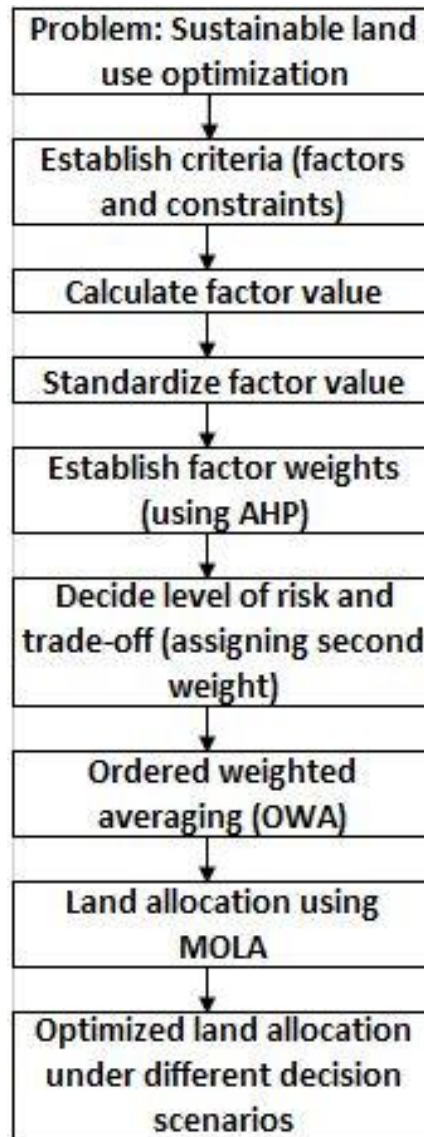 Problem: Sustainable land
use optimization
Establish criteria (factors
and constraints)
Calculate factor value
Standardize factor value
Establish factor weights
(using AHP)
Decide level of risk and
trade-off (assigning second
weight)
Ordered weighted
averaging (OWA)
Land allocation using
MOLA
Optimized land allocation
under different decision
scenarios